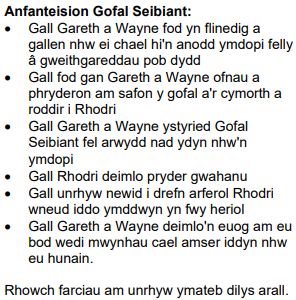 Anfanteision Gofal Seibiant:
• Gall Gareth a Wayne fod yn flinedig a
gallen nhw ei chael hi'n anodd ymdopi felly
â gweithgareddau pob dydd
• Gall fod gan Gareth a Wayne ofnau a
phryderon am safon y gofal a'r cymorth a
roddir i Rhodri
• Gall Gareth a Wayne ystyried Gofal
Seibiant fel arwydd nad ydyn nhw'n
ymdopi
• Gall Rhodri deimlo pryder gwahanu
• Gall unrhyw newid i drefn arferol Rhodri
wneud iddo ymddwyn yn fwy heriol
• Gall Gareth a Wayne deimlo'n euog am eu
bod wedi mwynhau cael amser iddyn nhw
eu hunain.
Rhowch farciau am unrhyw ymateb dilys arall.